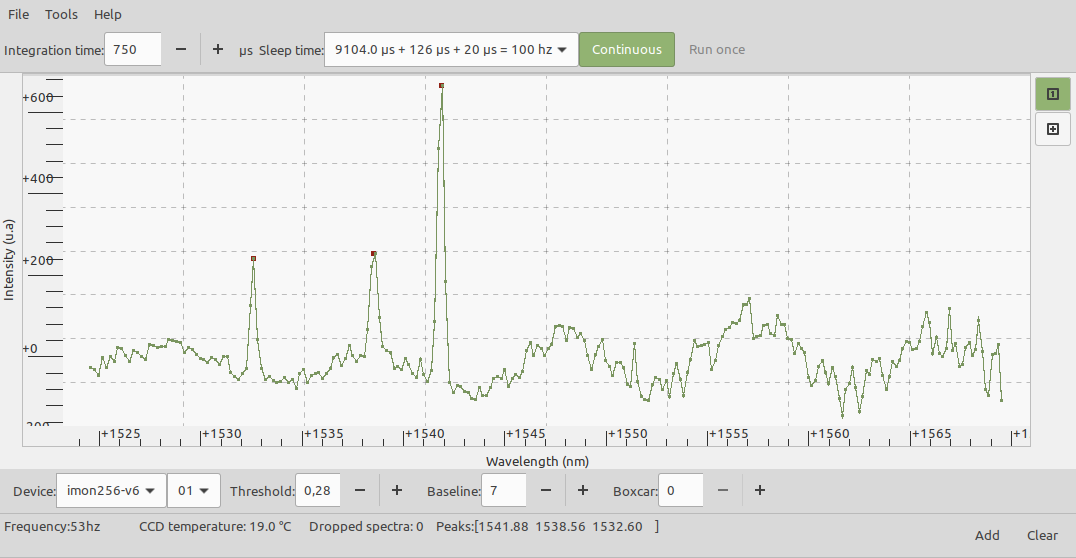 File Tools Help
Integration time: 750 − + µs Sleep time: 9104.0 µs + 126 µs + 20 µs = 100 hz Continuous Run once
+600
+400
+200
+0
Intensity (u.a)
+1525 +1530 +1535 +1540 +1545 +1550 +1555 +1560 +1565 +1
Wavelength (nm)
Device: imon256-v6 01 Threshold: 0,28 − + Baseline: 7 − + Boxcar: 0 − +
Frequency:53hz CCD temperature: 19.0 °C Dropped spectra: 0 Peaks:[1541.88 1538.56 1532.60 ]
Add Clear